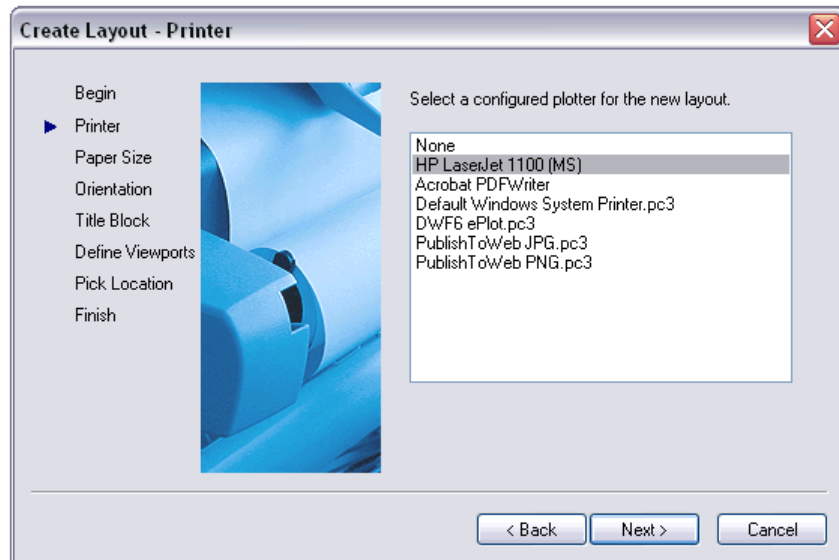 Create Layout - Printer
Begin
Printer
Paper Size
Orientation
Title Block
Define Viewports
Pick Location
Finish
Select a configured plotter for the new layout.
None
HP LaserJet 1100 (MS)
Acrobat PDFWriter
Default Windows System Printer.pc3
DWF6 ePlot.pc3
PublishToWeb JPG.pc3
PublishToWeb PNG.pc3
< Back
Next >
Cancel